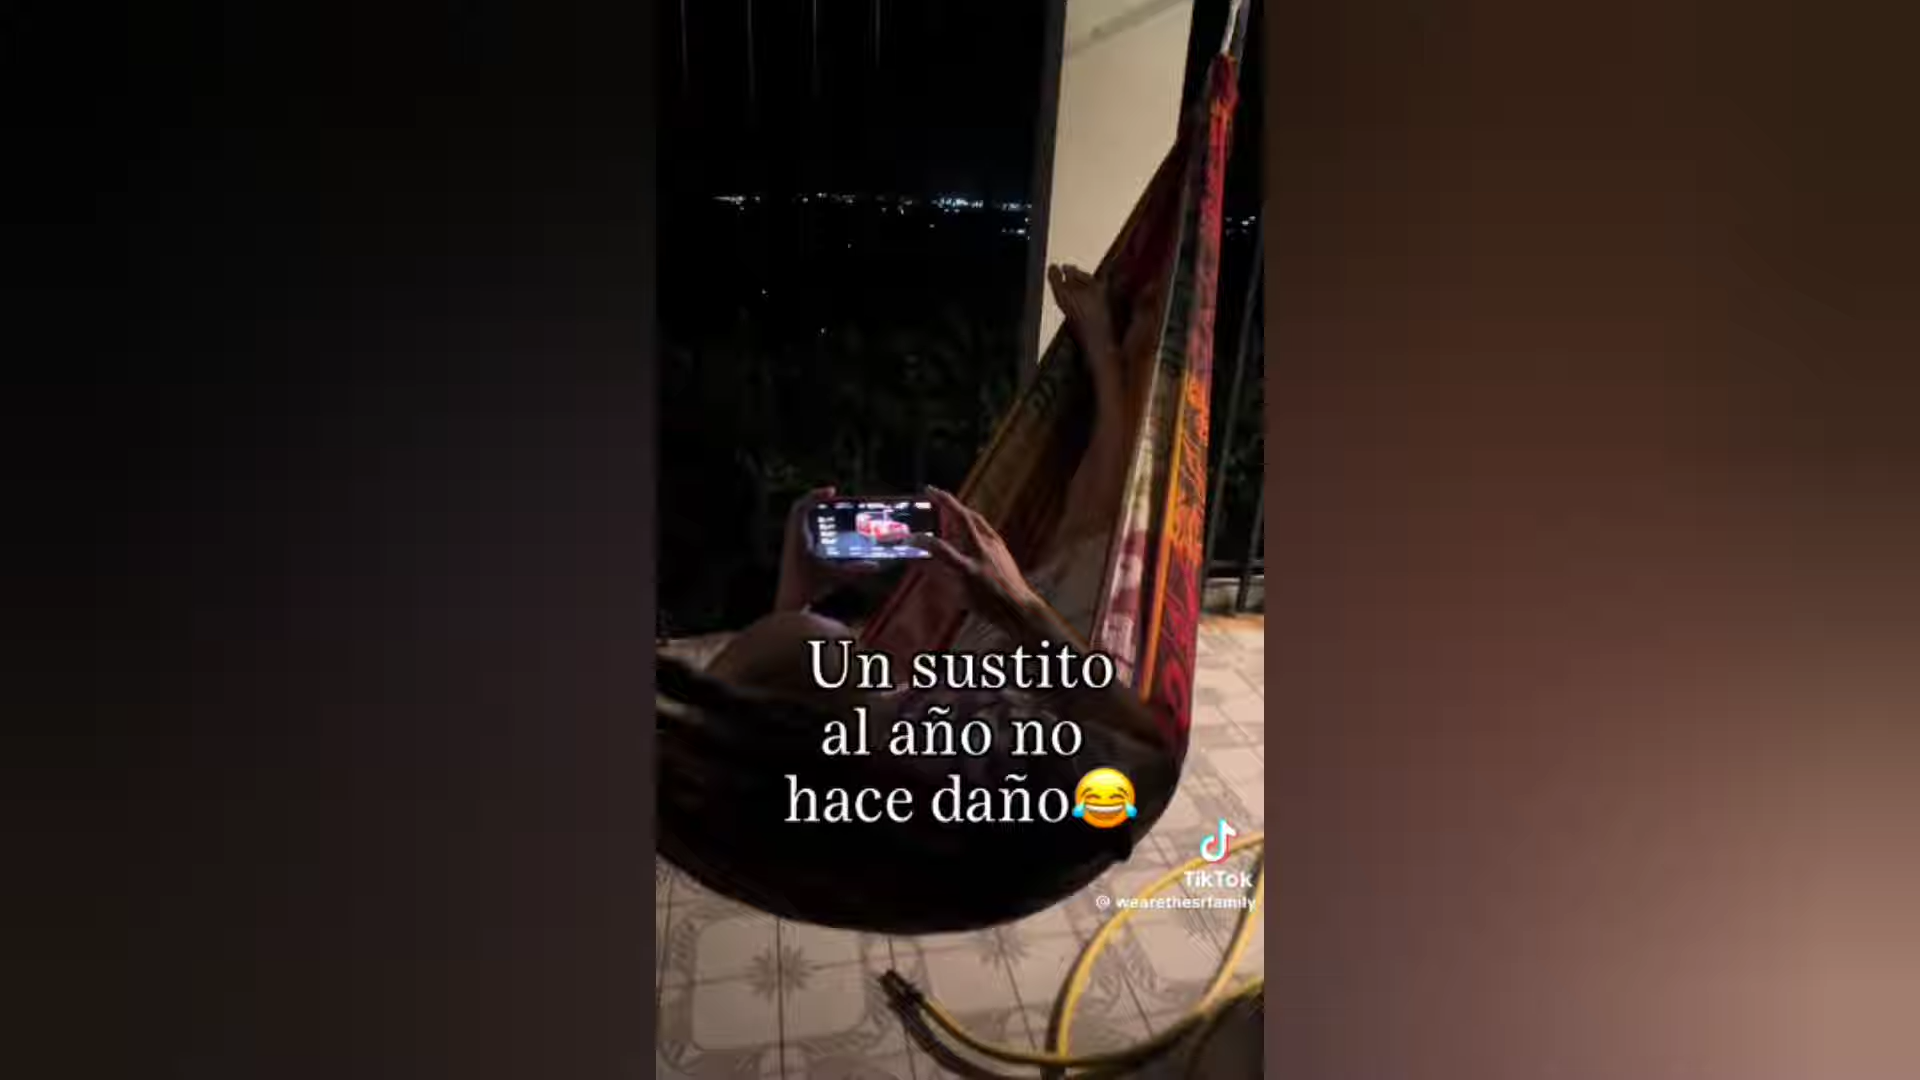 Un sustito
al año no
hace daño😂
TikTok
@ wearethesrfamily